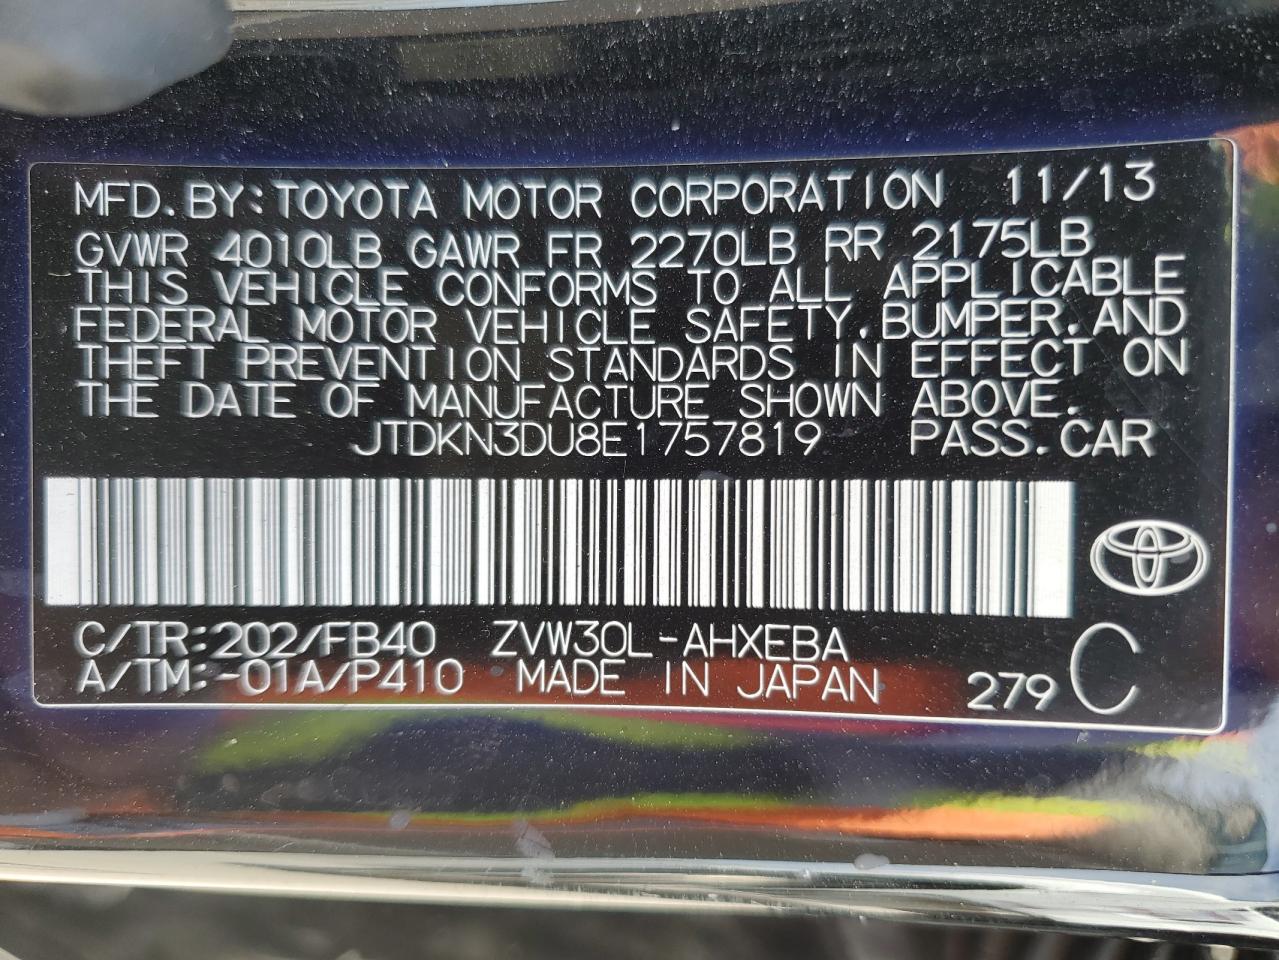 MFD. BY: TOYOTA MOTOR CORPORATION 11/13
GVWR 4010LB GAWR FR 2270LB RR 2175LB
THIS VEHICLE CONFORMS TO ALL APPLICABLE
FEDERAL MOTOR VEHICLE SAFETY, BUMPER, AND
THEFT PREVENTION STANDARDS IN EFFECT ON
THE DATE OF MANUFACTURE SHOWN ABOVE.
JTDKN3DU8E1757819 PASS. CAR
C/TR: 202/FB40 ZVW30L-AHXEBA C
A/TM: -01A/P410 MADE IN JAPAN 279